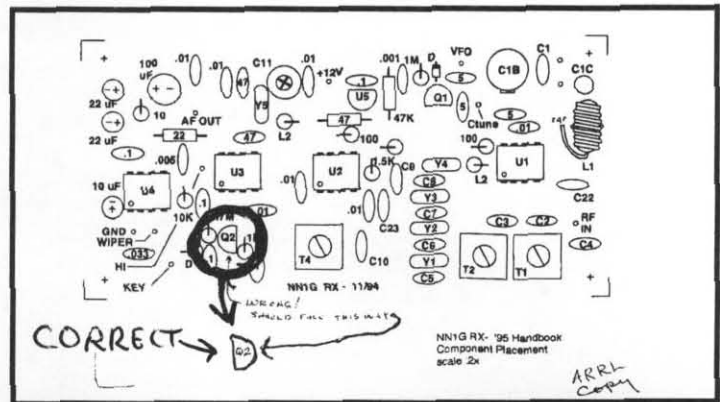 100 uF
.01
.01
47
C11
.01
+12V
.001
1M
D
VFO
C1
C1B
C1C
22 uF
22 uF
10
AF OUT
22
Y5
L2
.1
U5
47
47K
Q1
5
5
Ctune
5
.01
L1
.1
.005
47
100
100
1.5K
U4
U3
U2
C9
Y4
C8
Y3
C7
Y2
C6
Y1
C5
L2
U1
C22
10 uF
10K
.1
.01
.01
.01
C23
GND
WIPER
HI
KEY
.033
D
.1
Q2
T4
C10
C3
C2
RF IN
C4
T2
T1
NN1G RX - 11/94
WRONG!
SHOULD FACE THIS WAY
CORRECT
Q2
NN1G RX- '95 Handbook
Component Placement
scale 2x
ARRL
Copy